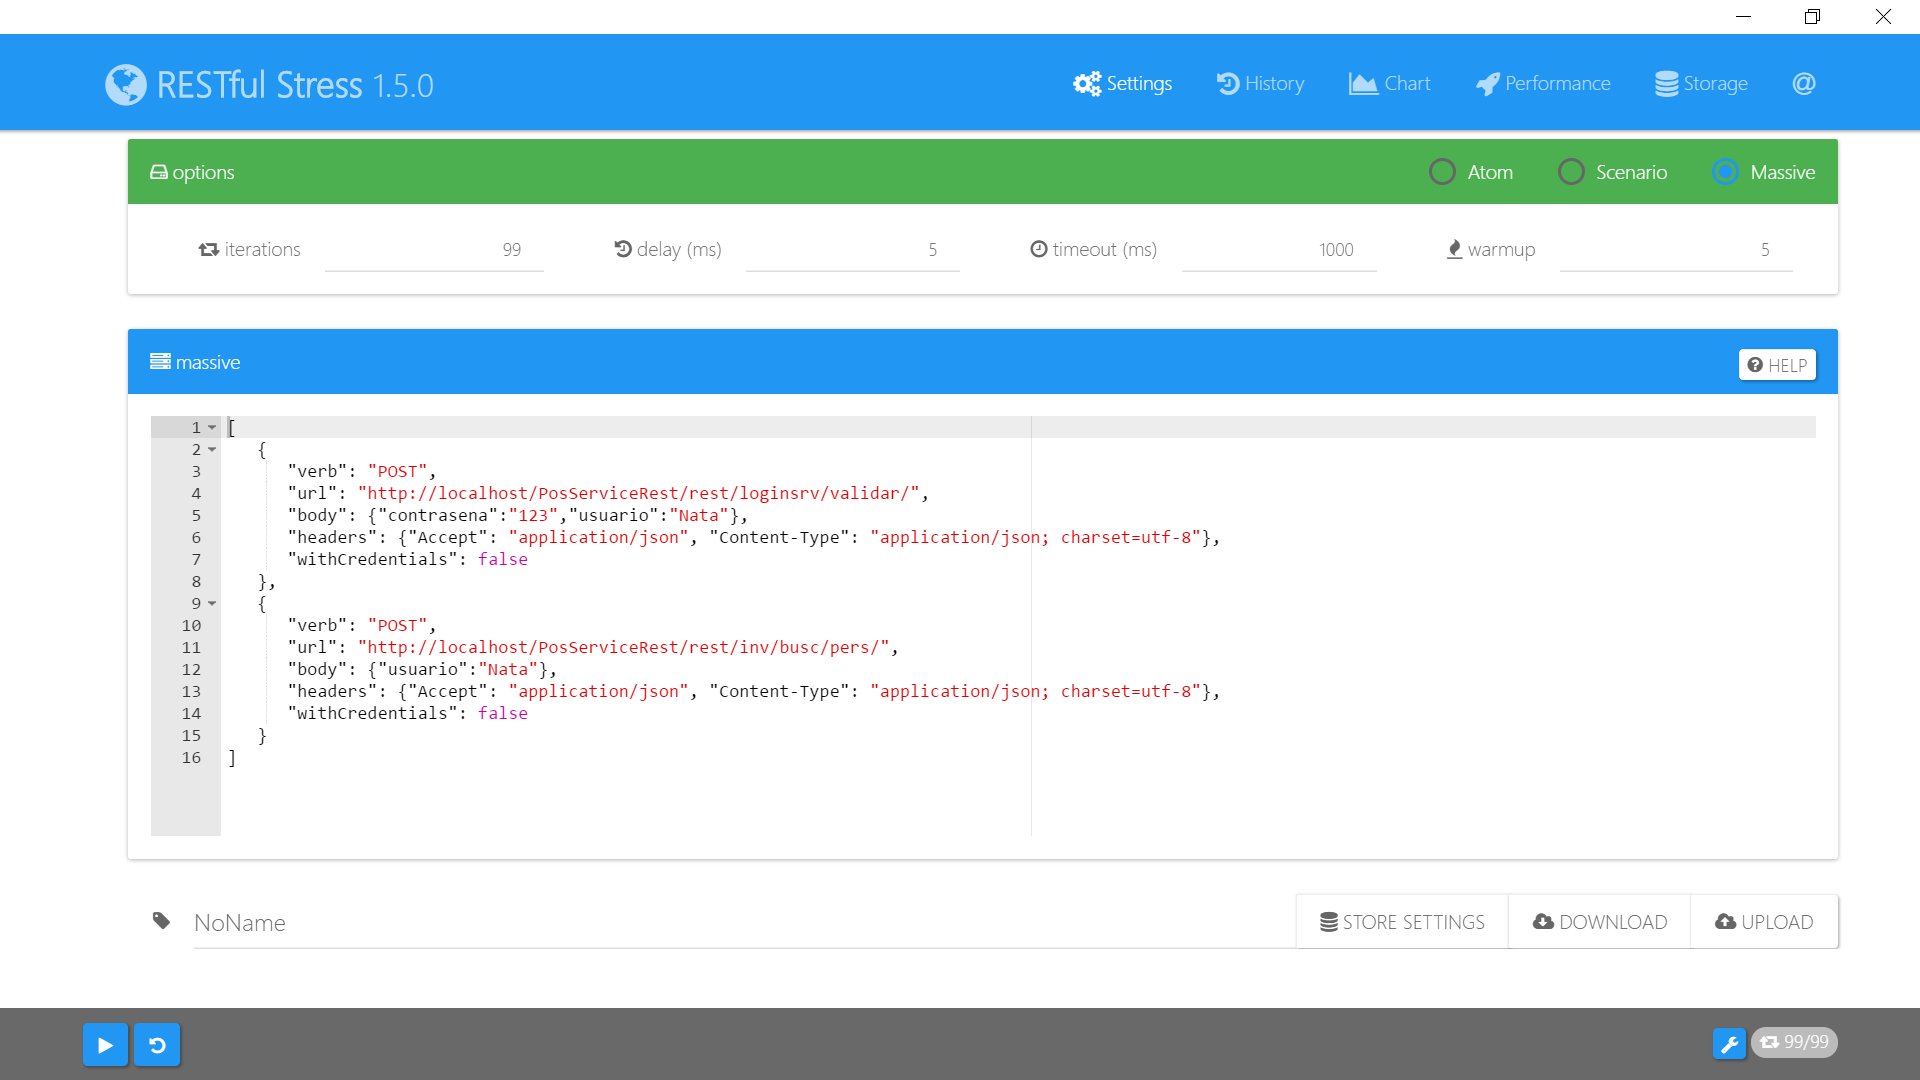 RESTful Stress 1.5.0
Settings
History
Chart
Performance
Storage
@
options
Atom
Scenario
Massive
iterations 99
delay (ms) 5
timeout (ms) 1000
warmup 5
massive
HELP
1 [
2 {
3 "verb": "POST",
4 "url": "http://localhost/PosServiceRest/rest/loginsrv/validar/",
5 "body": {"contrasena":"123","usuario":"Nata"},
6 "headers": {"Accept": "application/json", "Content-Type": "application/json; charset=utf-8"},
7 "withCredentials": false
8 },
9 {
10 "verb": "POST",
11 "url": "http://localhost/PosServiceRest/rest/inv/busc/pers/",
12 "body": {"usuario":"Nata"},
13 "headers": {"Accept": "application/json", "Content-Type": "application/json; charset=utf-8"},
14 "withCredentials": false
15 }
16 ]
NoName
STORE SETTINGS
DOWNLOAD
UPLOAD
99/99